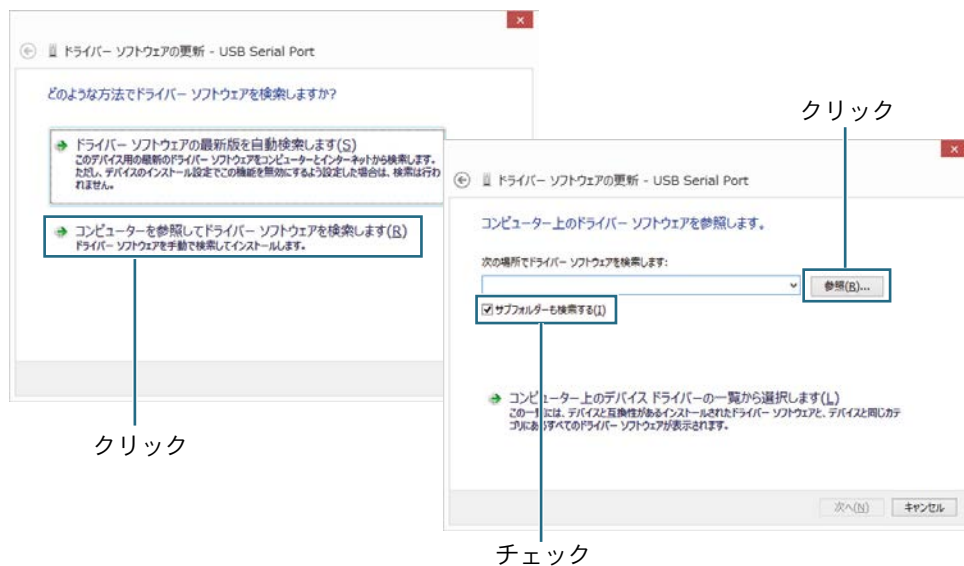 ドライバー ソフトウェアの更新 - USB Serial Port
どのような方法でドライバー ソフトウェアを検索しますか?
ドライバー ソフトウェアの最新版を自動検索します(S)
このデバイス用の最新のドライバー ソフトウェアをコンピューターとインターネットから検索します。
ただし、デバイスのインストール設定でこの機能を無効にするよう設定した場合は、検索は行わ
れません。
コンピューターを参照してドライバー ソフトウェアを検索します(R)
ドライバー ソフトウェアを手動で検索してインストールします。
クリック
クリック
ドライバー ソフトウェアの更新 - USB Serial Port
コンピューター上のドライバー ソフトウェアを参照します。
次の場所でドライバー ソフトウェアを検索します:
参照(R)...
サブフォルダーも検索する(I)
コンピューター上のデバイス ドライバーの一覧から選択します(L)
この一覧には、デバイスと互換性があるインストールされたドライバー ソフトウェアと、デバイスと同じカテ
ゴリにあるすべてのドライバー ソフトウェアが表示されます。
次へ(N)
キャンセル
チェック